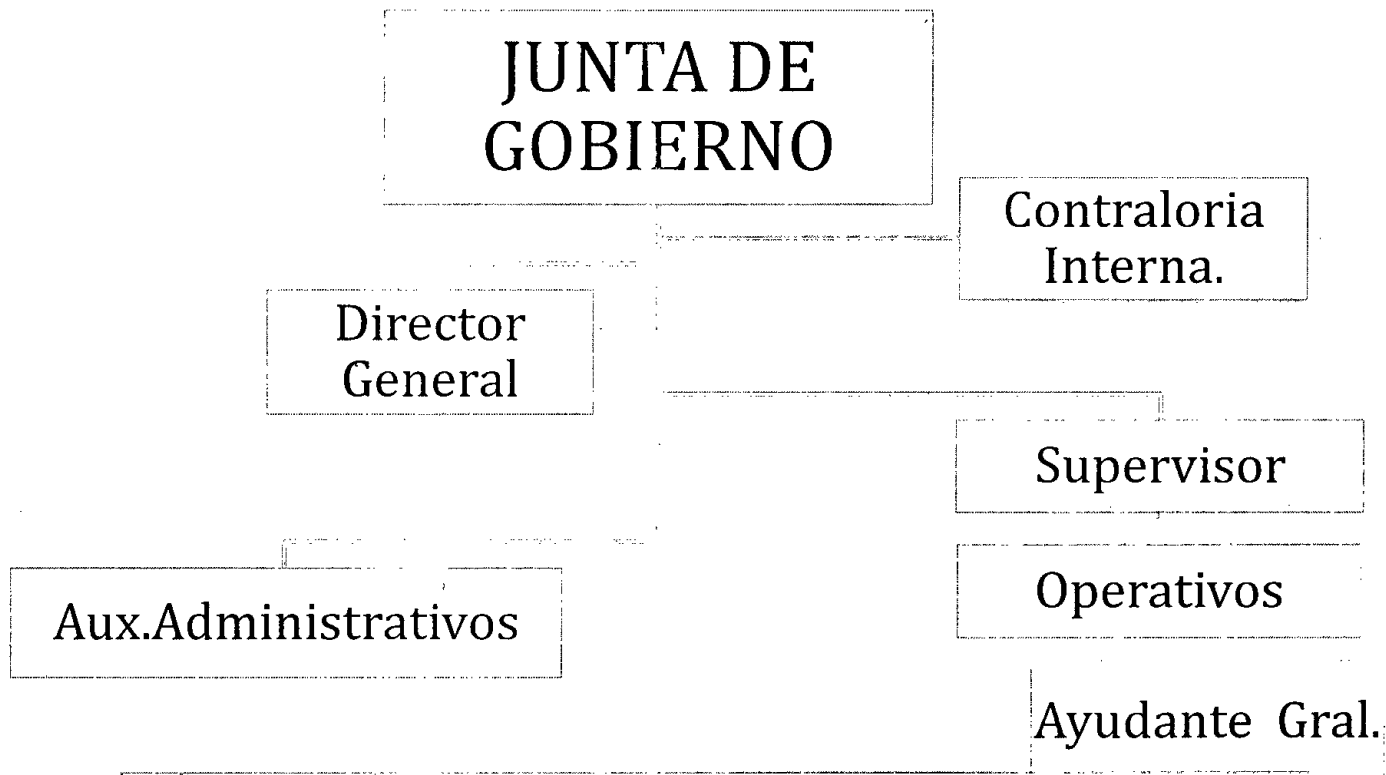 JUNTA DE
GOBIERNO
Contraloria
Interna.
Director
General
Supervisor
Operativos
Aux.Administrativos
Ayudante Gral.